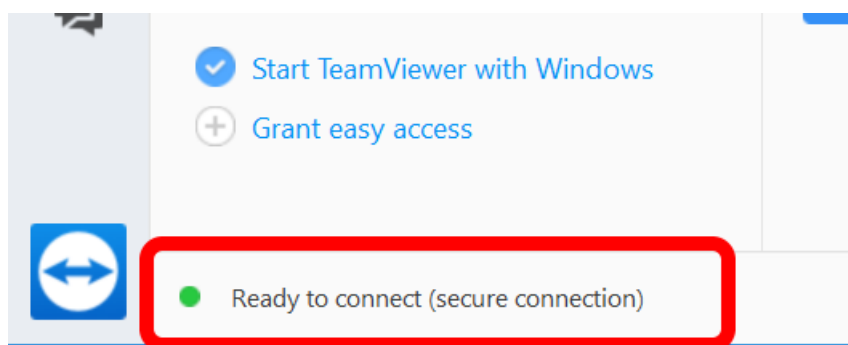 Start TeamViewer with Windows
Grant easy access
Ready to connect (secure connection)